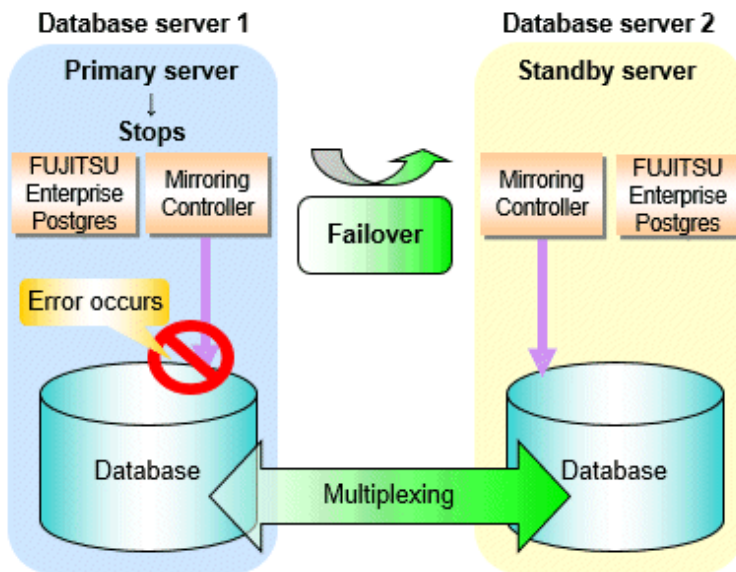 Database server 1
Primary server
↓
Stops
FUJITSU
Enterprise
Postgres
Mirroring
Controller
Error occurs
Database
Failover
Multiplexing
Database server 2
Standby server
Mirroring
Controller
FUJITSU
Enterprise
Postgres
Database